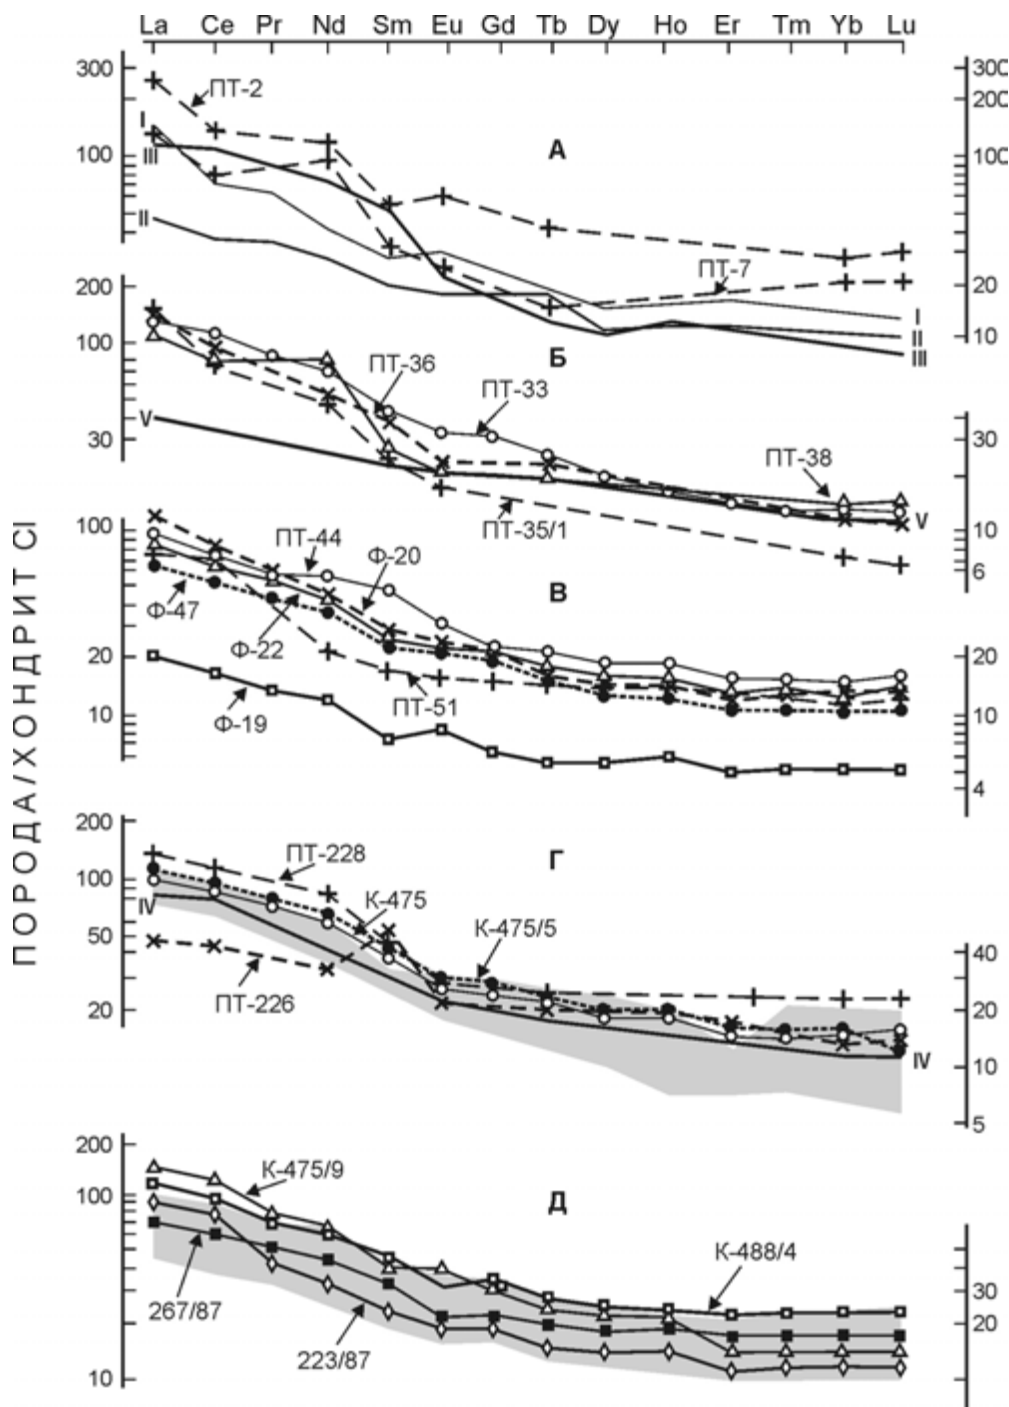 La Ce Pr Nd Sm Eu Gd Tb Dy Ho Er Tm Yb Lu
ПОРОДА/ХОНДРИТ CI
300 300
200
ПТ-2
I
А
100 100
III
II
ПТ-7
200 20
I
10
II
100
Б
III
ПТ-36
ПТ-33
V
30 30
ПТ-38
V
ПТ-35/1
100 10
ПТ-44
Ф-20
6
В
Ф-47
Ф-22
20 20
ПТ-51
Ф-19
10 10
4
200
ПТ-228
Г
100
К-475
IV
К-475/5
50
40
ПТ-226
20 20
IV
10
5
200
К-475/9
100
Д
К-488/4
267/87
30
20
223/87
10